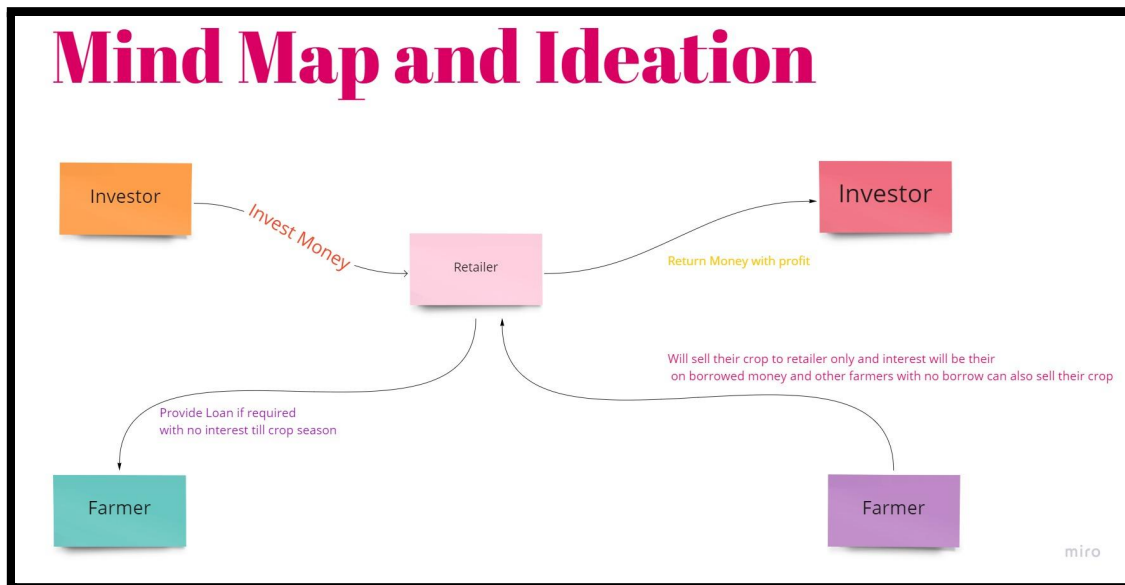 Mind Map and Ideation
Investor
Investor
Invest Money
Retailer
Return Money with profit
Will sell their crop to retailer only and interest will be their
on borrowed money and other farmers with no borrow can also sell their crop
Provide Loan if required
with no interest till crop season
Farmer
Farmer
miro